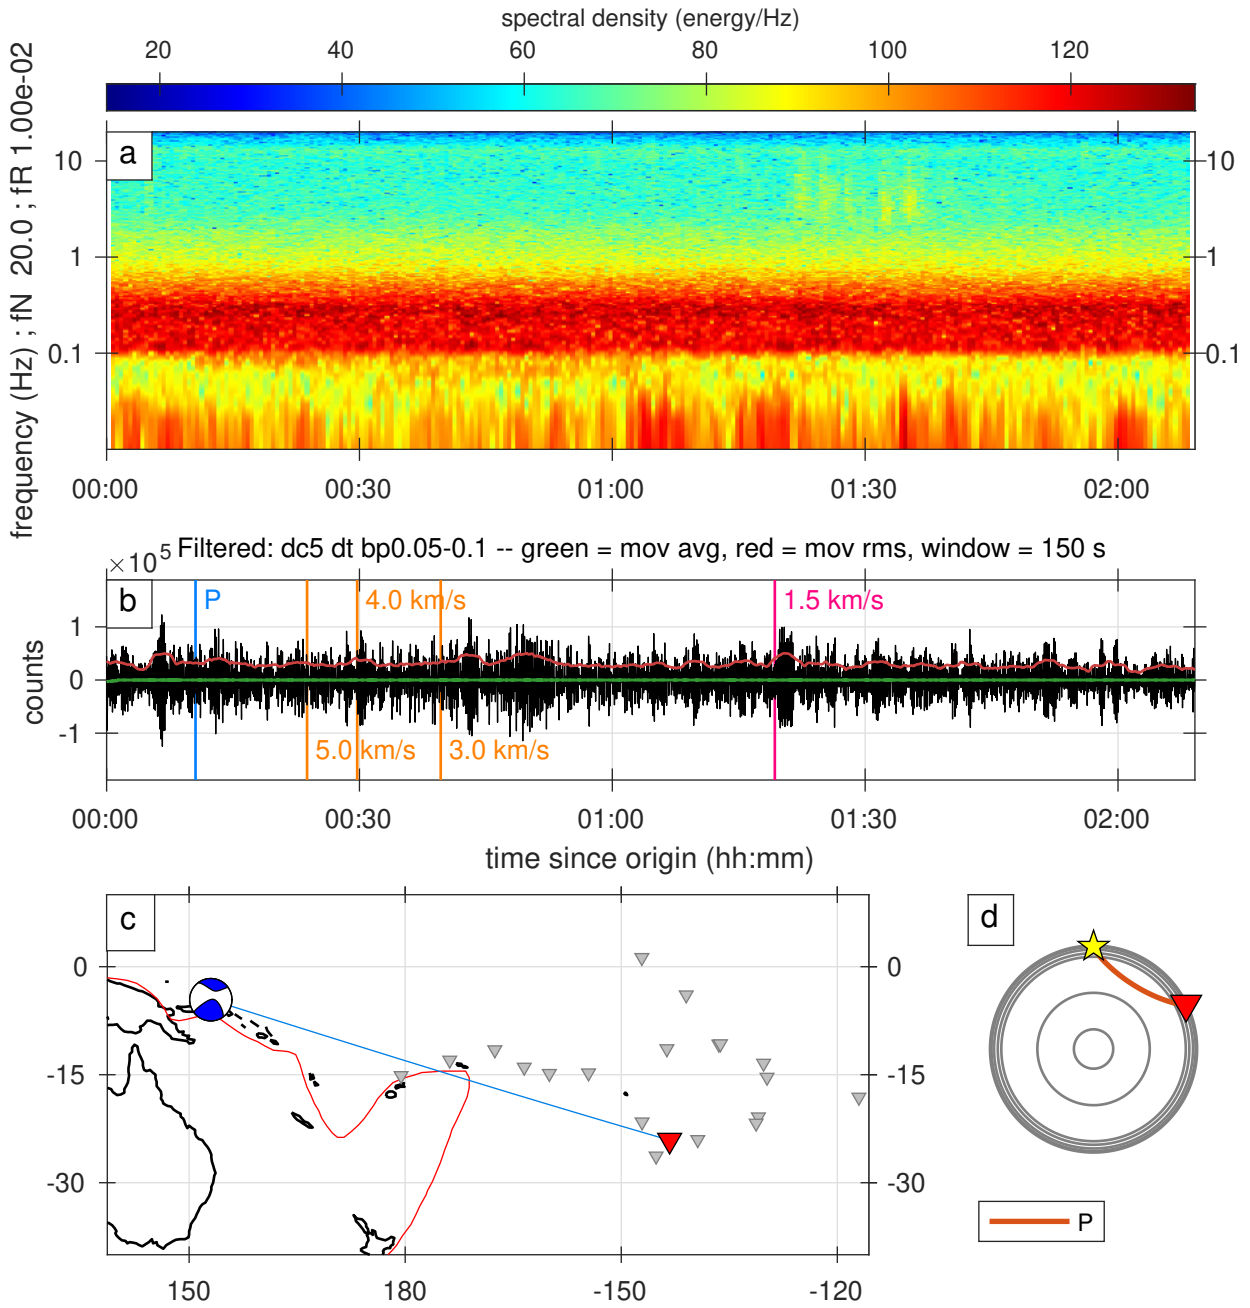 spectral density (energy/Hz)
20 40 60 80 100 120
frequency (Hz) ; fN 20.0 ; fR 1.00e-02
a
10 10
1 1
0.1 0.1
00:00 00:30 01:00 01:30 02:00
×10^5 Filtered: dc5 dt bp0.05-0.1 -- green = mov avg, red = mov rms, window = 150 s
b
P 4.0 km/s 1.5 km/s
counts
1
0
-1
5.0 km/s 3.0 km/s
00:00 00:30 01:00 01:30 02:00
time since origin (hh:mm)
c
d
0 0
-15 -15
-30 -30
150 180 -150 -120
P